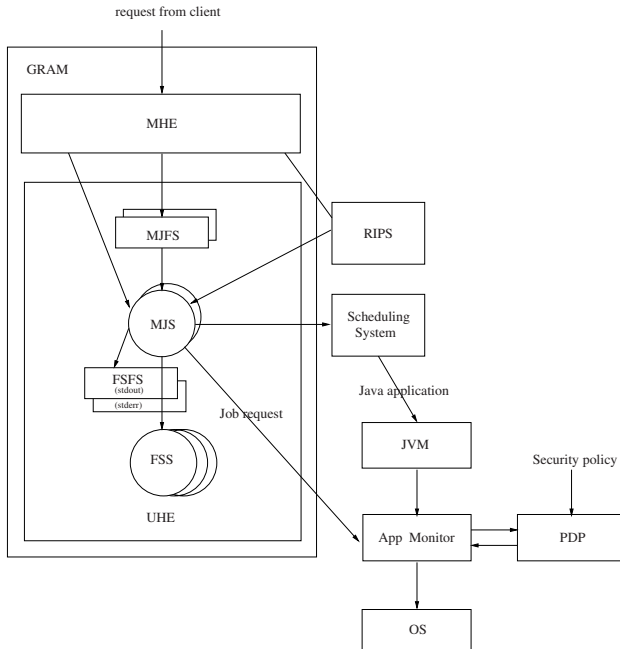 request from client
GRAM
MHE
MJFS
RIPS
MJS
Scheduling
System
FSFS
(stdout)
(stderr)
Java application
Job request
JVM
FSS
Security policy
UHE
App Monitor
PDP
OS